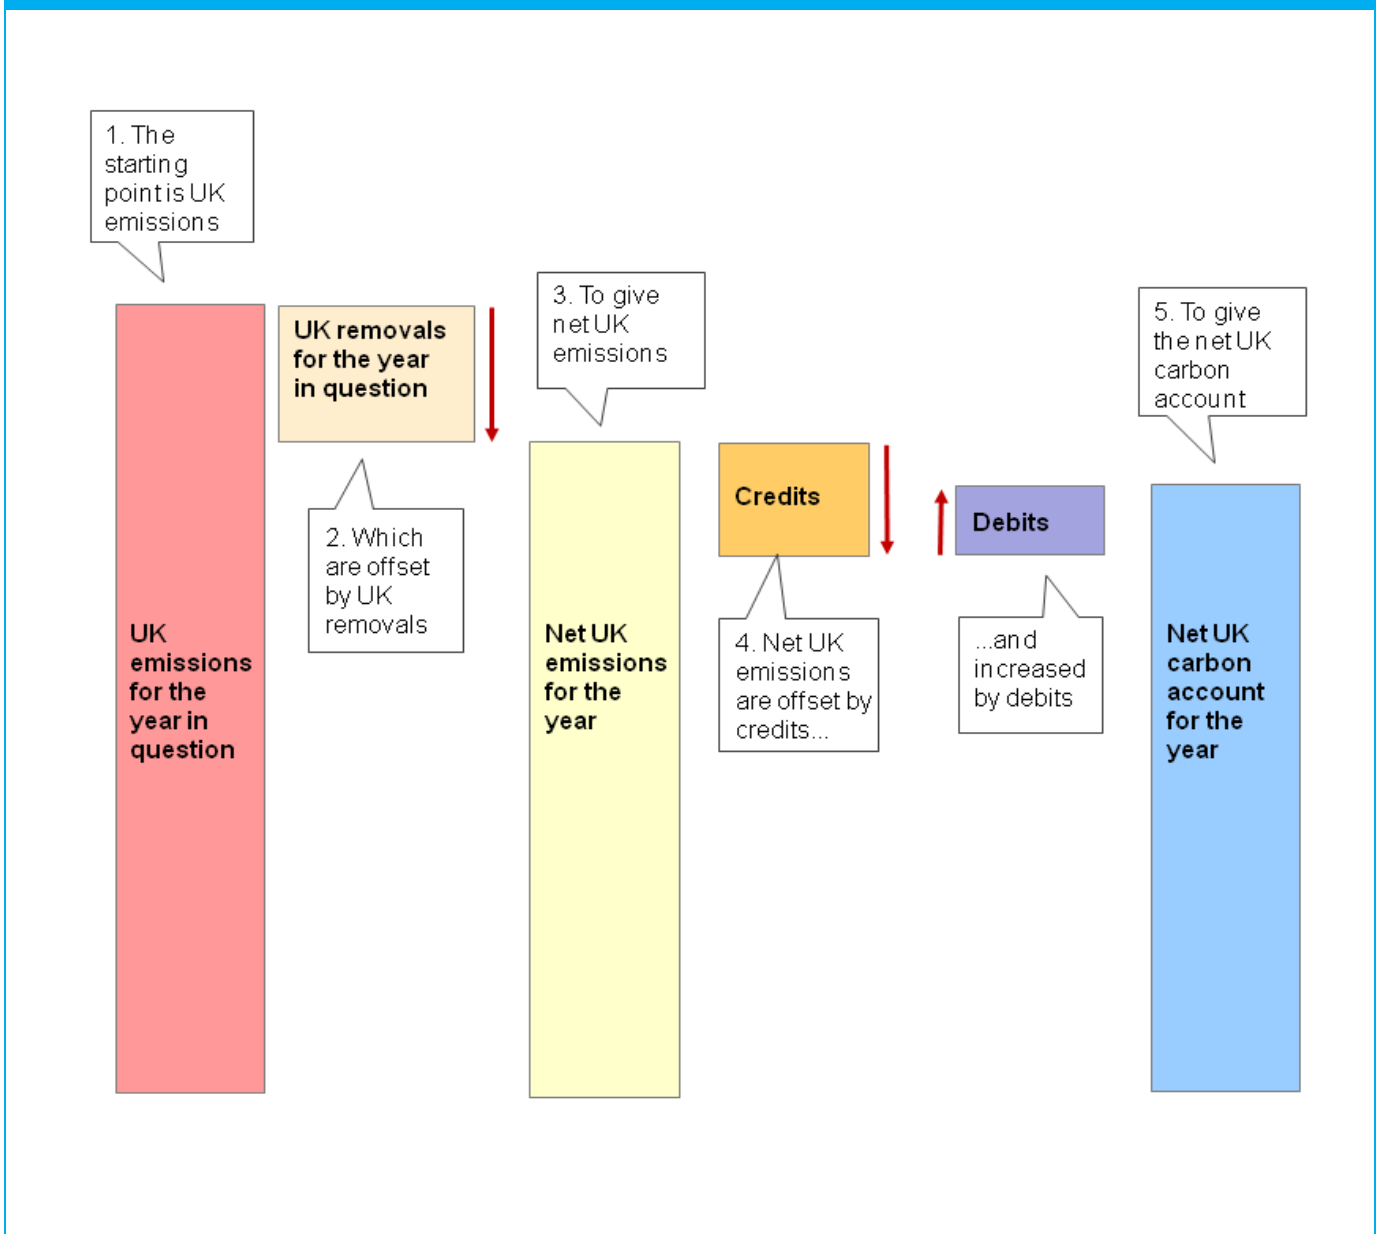 1. The
starting
point is UK
emissions
UK
emissions
for the
year in
question
UK removals
for the year
in question
2. Which
are offset
by UK
removals
3. To give
net UK
emissions
Net UK
emissions
for the
year
Credits
4. Net UK
emissions
are offset by
credits...
Debits
...and
increased
by debits
5. To give
the net UK
carbon
account
Net UK
carbon
account
for the
year